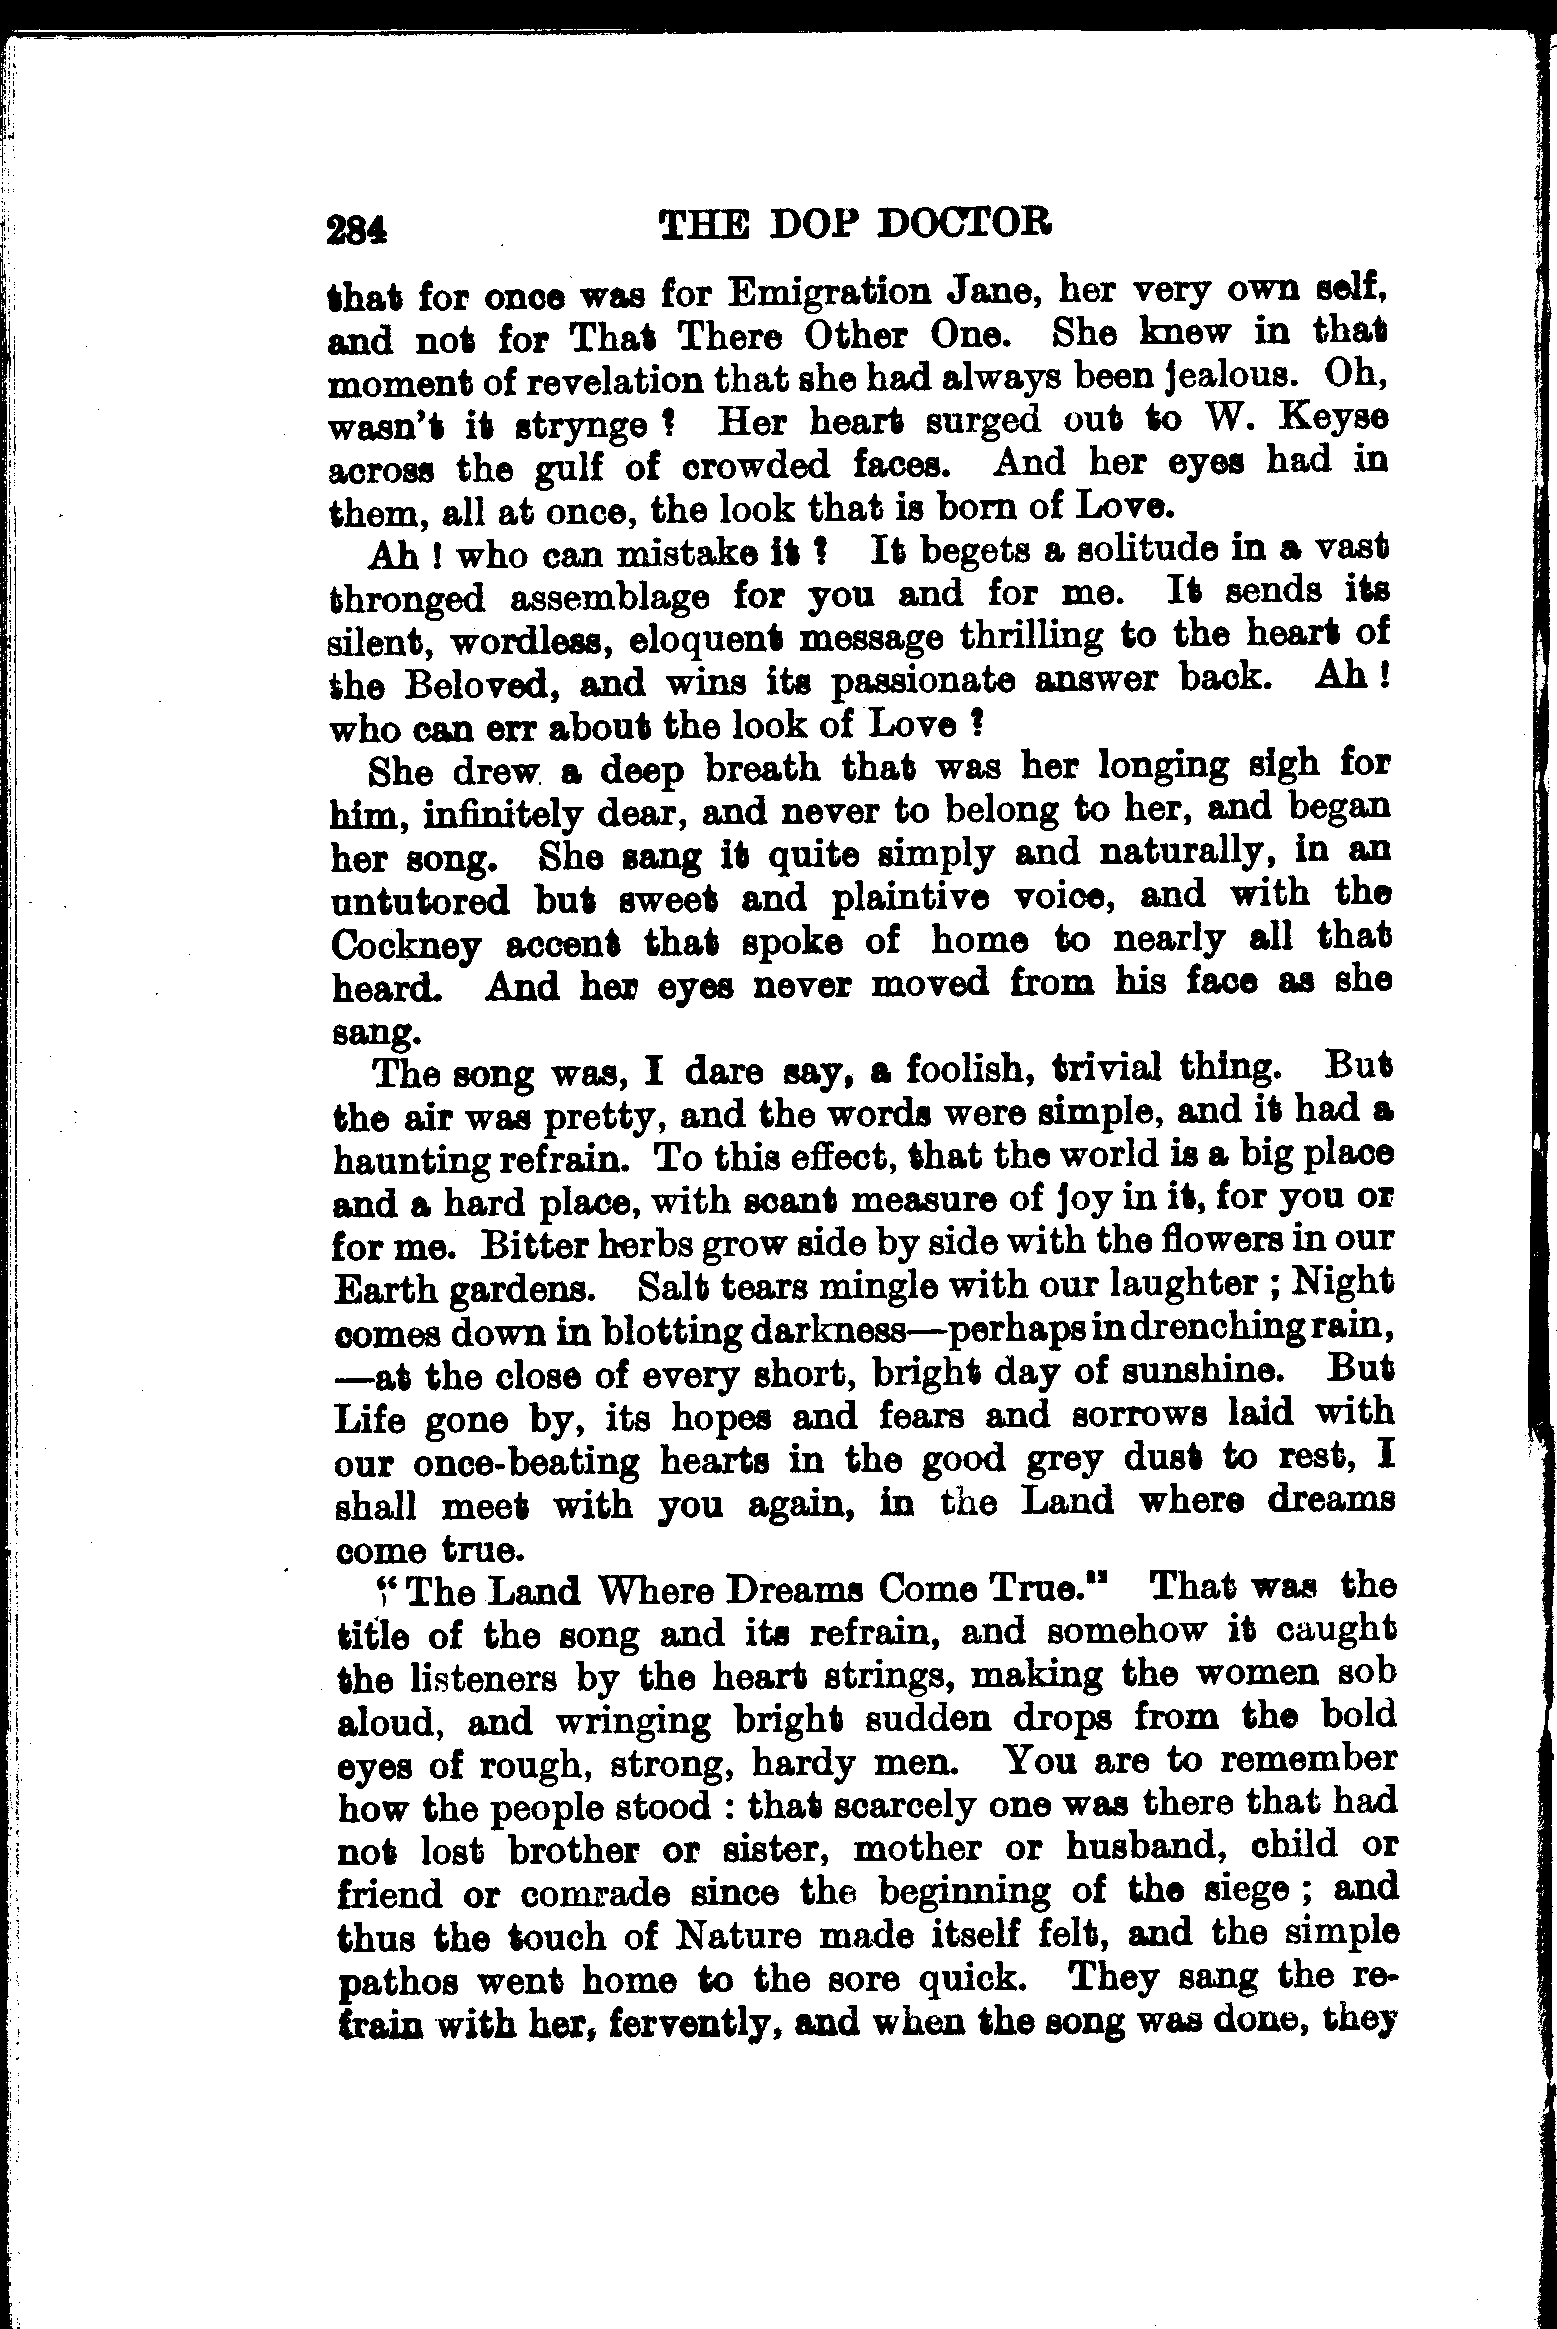 284 THE DOP DOCTOR
that for once was for Emigration Jane, her very own self,
and not for That There Other One. She knew in that
moment of revelation that she had always been jealous. Oh,
wasn't it strynge? Her heart surged out to W. Keyse
across the gulf of crowded faces. And her eyes had in
them, all at once, the look that is born of Love.
Ah! who can mistake it? It begets a solitude in a vast
thronged assemblage for you and for me. It sends its
silent, wordless, eloquent message thrilling to the heart of
the Beloved, and wins its passionate answer back. Ah!
who can err about the look of Love?
She drew a deep breath that was her longing sigh for
him, infinitely dear, and never to belong to her, and began
her song. She sang it quite simply and naturally, in an
untutored but sweet and plaintive voice, and with the
Cockney accent that spoke of home to nearly all that
heard. And her eyes never moved from his face as she
sang.
The song was, I dare say, a foolish, trivial thing. But
the air was pretty, and the words were simple, and it had a
haunting refrain. To this effect, that the world is a big place
and a hard place, with scant measure of joy in it, for you or
for me. Bitter herbs grow side by side with the flowers in our
Earth gardens. Salt tears mingle with our laughter; Night
comes down in blotting darkness—perhaps in drenching rain,
—at the close of every short, bright day of sunshine. But
Life gone by, its hopes and fears and sorrows laid with
our once-beating hearts in the good grey dust to rest, I
shall meet with you again, in the Land where dreams
come true.
"The Land Where Dreams Come True." That was the
title of the song and its refrain, and somehow it caught
the listeners by the heart strings, making the women sob
aloud, and wringing bright sudden drops from the bold
eyes of rough, strong, hardy men. You are to remember
how the people stood: that scarcely one was there that had
not lost brother or sister, mother or husband, child or
friend or comrade since the beginning of the siege; and
thus the touch of Nature made itself felt, and the simple
pathos went home to the sore quick. They sang the re-
frain with her, fervently, and when the song was done, they